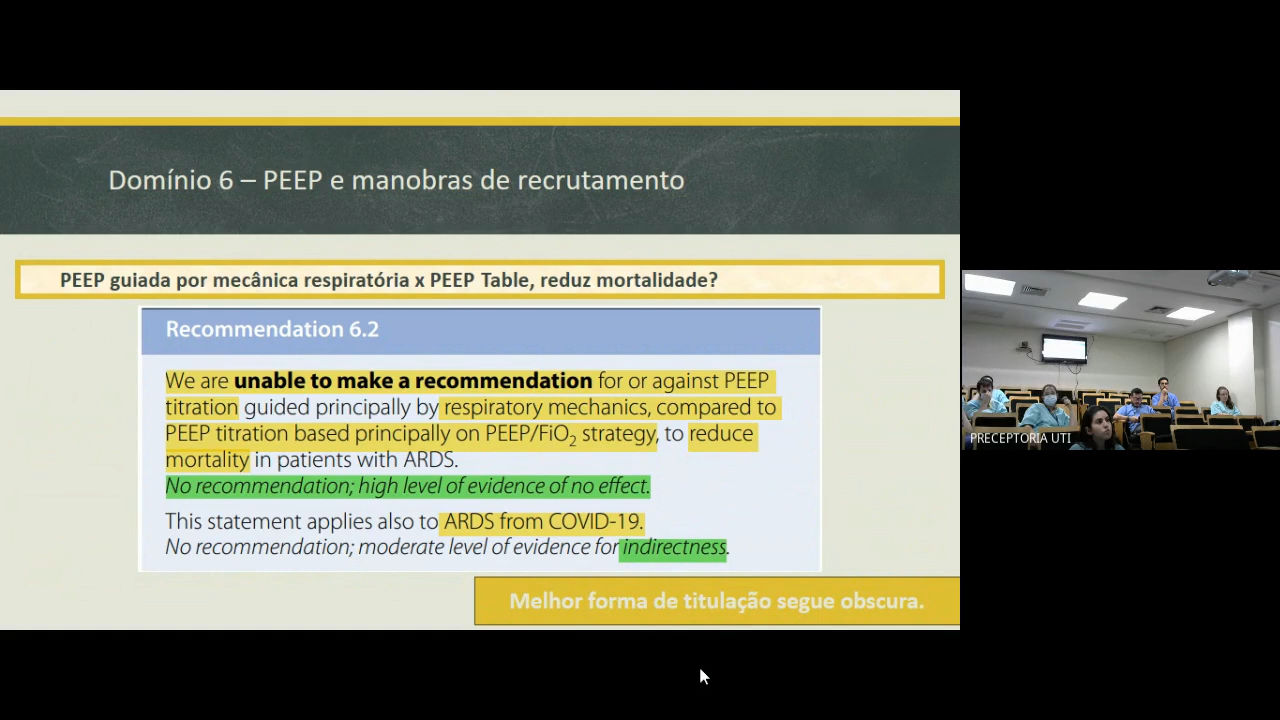 Domínio 6 – PEEP e manobras de recrutamento
PEEP guiada por mecânica respiratória x PEEP Table, reduz mortalidade?
Recommendation 6.2
We are unable to make a recommendation for or against PEEP
titration guided principally by respiratory mechanics, compared to
PEEP titration based principally on PEEP/FiO₂ strategy, to reduce
mortality in patients with ARDS.
No recommendation; high level of evidence of no effect.
This statement applies also to ARDS from COVID-19.
No recommendation; moderate level of evidence for indirectness.
Melhor forma de titulação segue obscura.
PRECEPTORIA UTI